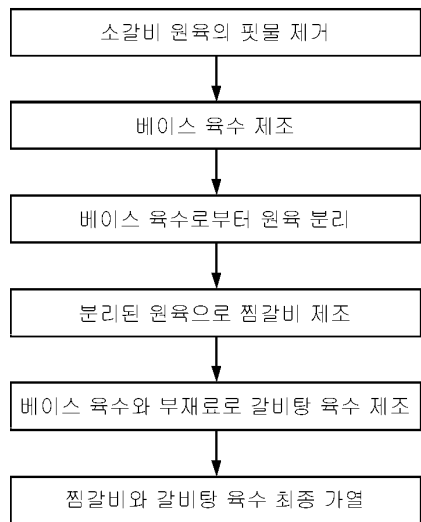 소갈비 원육의 핏물 제거
베이스 육수 제조
베이스 육수로부터 원육 분리
분리된 원육으로 찜갈비 제조
베이스 육수와 부재료로 갈비탕 육수 제조
찜갈비와 갈비탕 육수 최종 가열